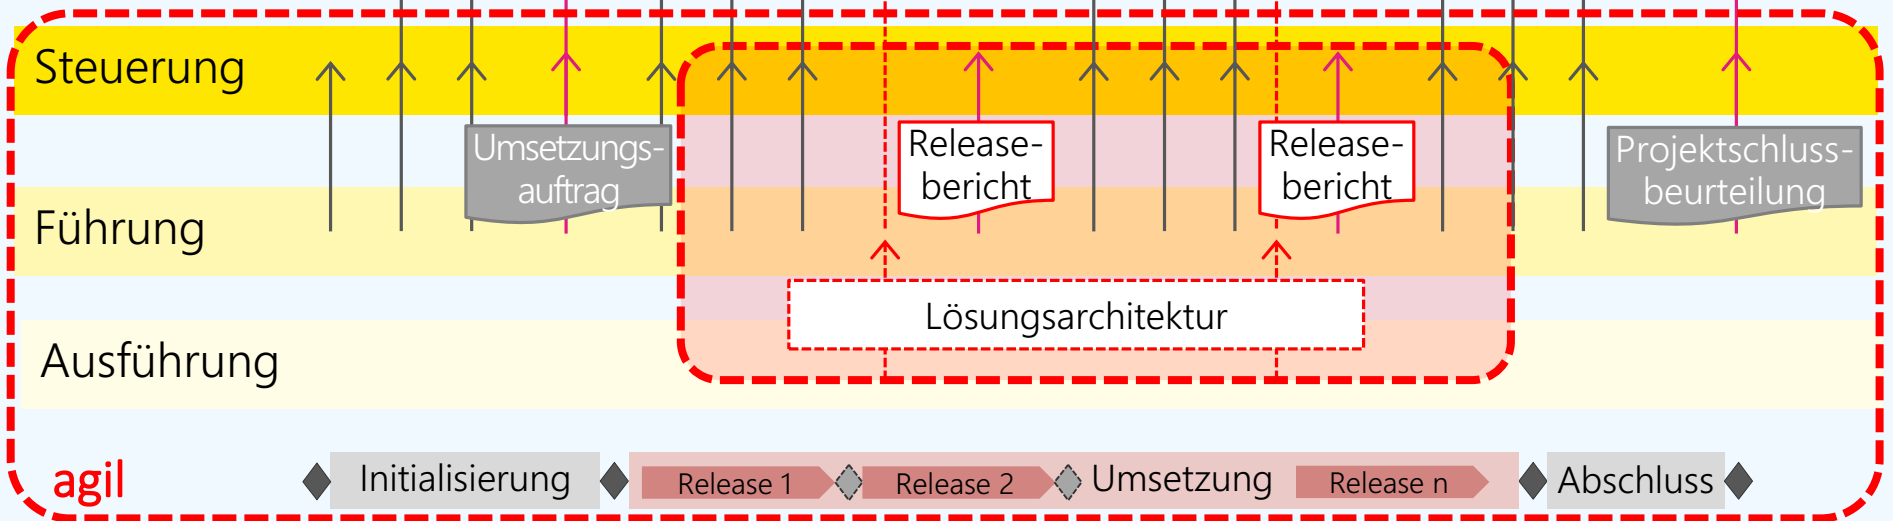 Steuerung
Umsetzungs-
auftrag
Release-
bericht
Release-
bericht
Projektschluss-
beurteilung
Führung
Lösungsarchitektur
Ausführung
agil
Initialisierung
Release 1
Release 2
Umsetzung
Release n
Abschluss